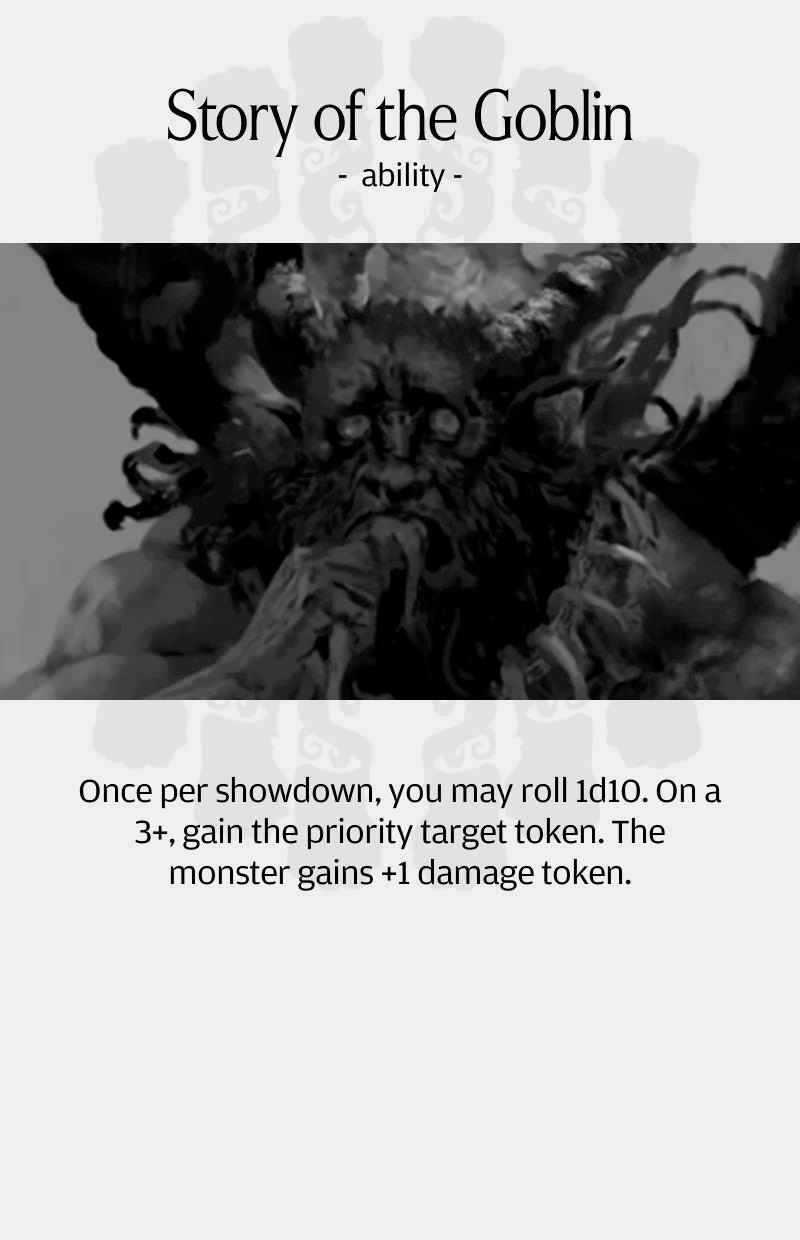 Story of the Goblin
- ability -
Once per showdown, you may roll 1d10. On a
3+, gain the priority target token. The
monster gains +1 damage token.